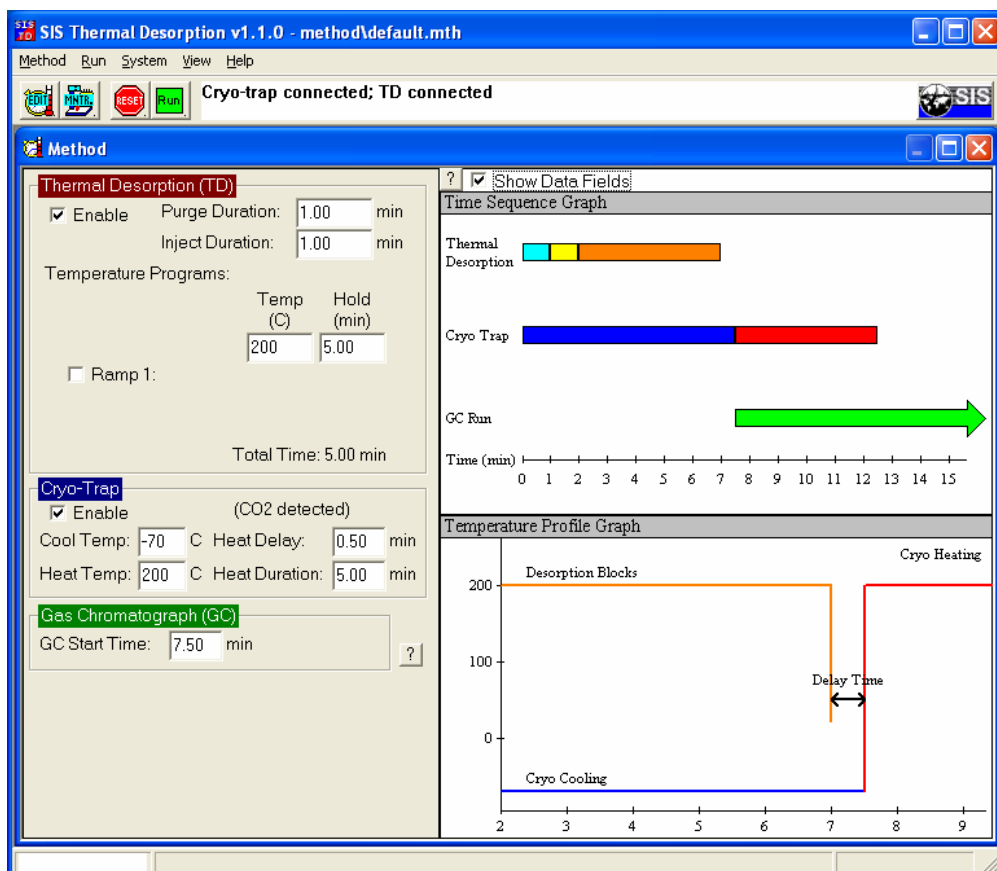 SIS Thermal Desorption v1.1.0 - method\default.mth
Method Run System View Help
EDIT MNTR. RESET Run Cryo-trap connected; TD connected SIS
Method
Thermal Desorption (TD)
Enable Purge Duration: 1.00 min
Inject Duration: 1.00 min
Temperature Programs:
Temp Hold
(C) (min)
200 5.00
Ramp 1:
Total Time: 5.00 min
Cryo-Trap
Enable (CO2 detected)
Cool Temp: -70 C Heat Delay: 0.50 min
Heat Temp: 200 C Heat Duration: 5.00 min
Gas Chromatograph (GC)
GC Start Time: 7.50 min
?
? Show Data Fields
Time Sequence Graph
Thermal
Desorption
Cryo Trap
GC Run
Time (min)
0 1 2 3 4 5 6 7 8 9 10 11 12 13 14 15
Temperature Profile Graph
Cryo Heating
Desorption Blocks
200
100
Delay Time
0
Cryo Cooling
2 3 4 5 6 7 8 9